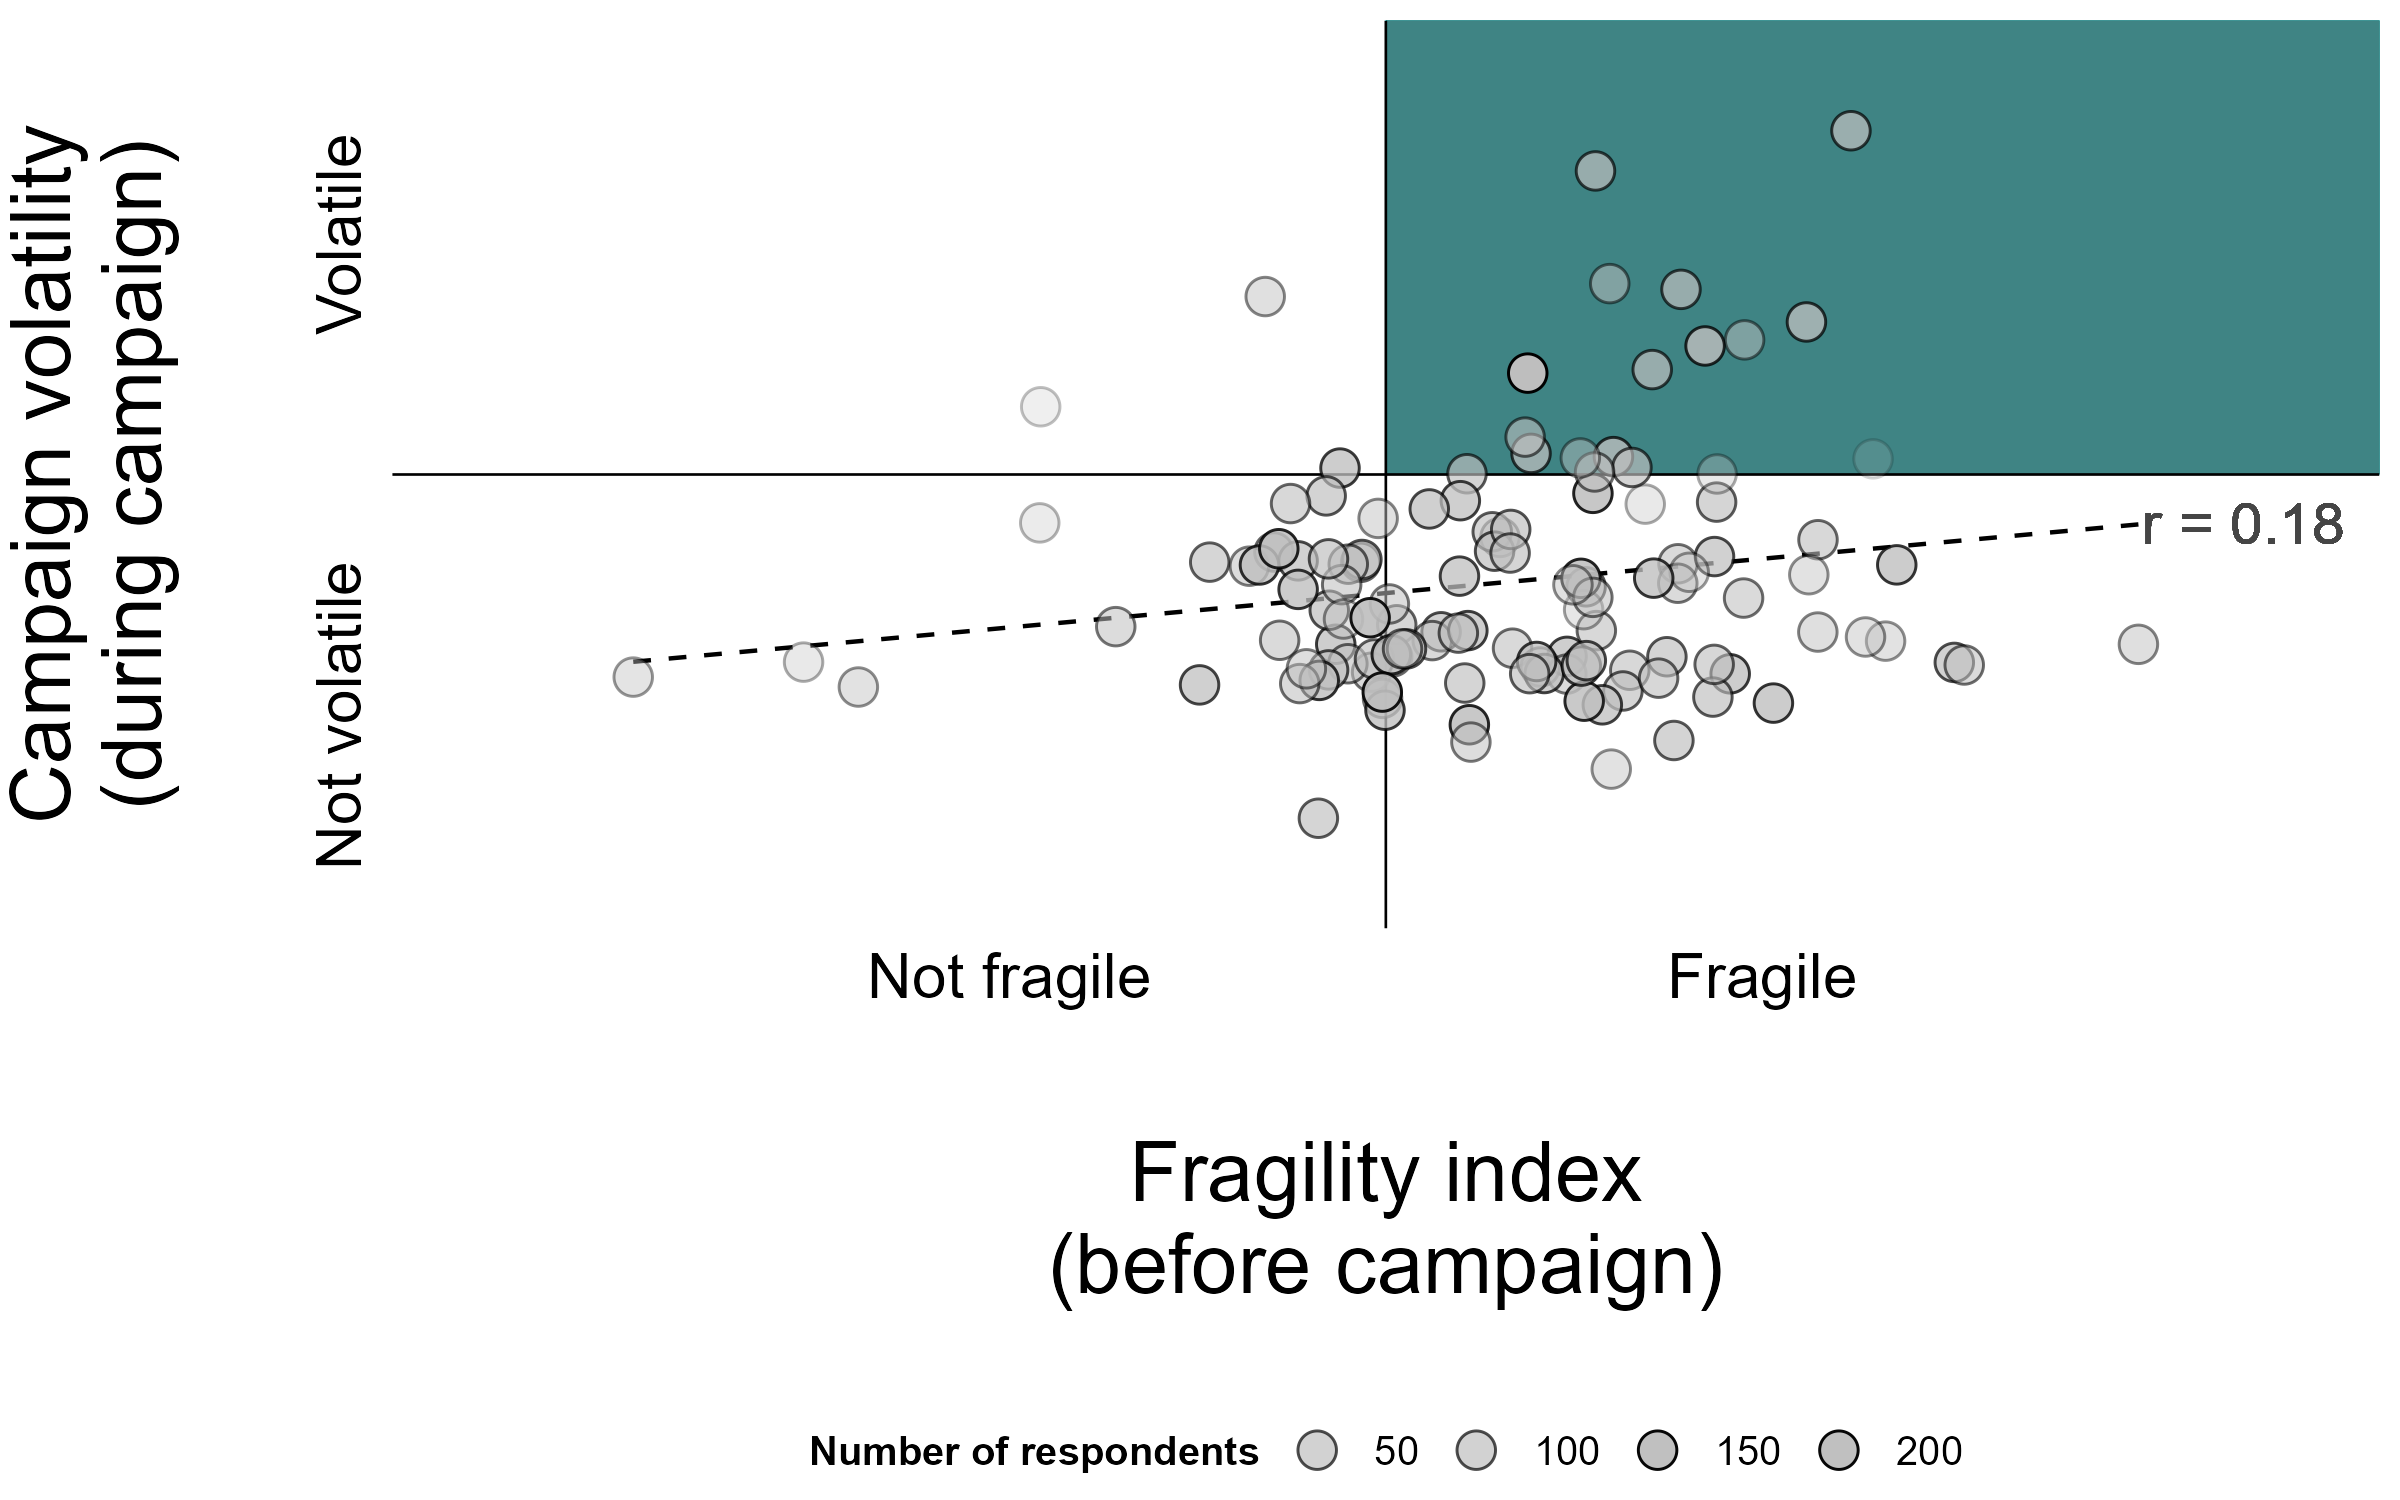 Campaign volatility
(during campaign)
Volatile
Not volatile
r = 0.18
Not fragile
Fragile
Fragility index
(before campaign)
Number of respondents 50 100 150 200